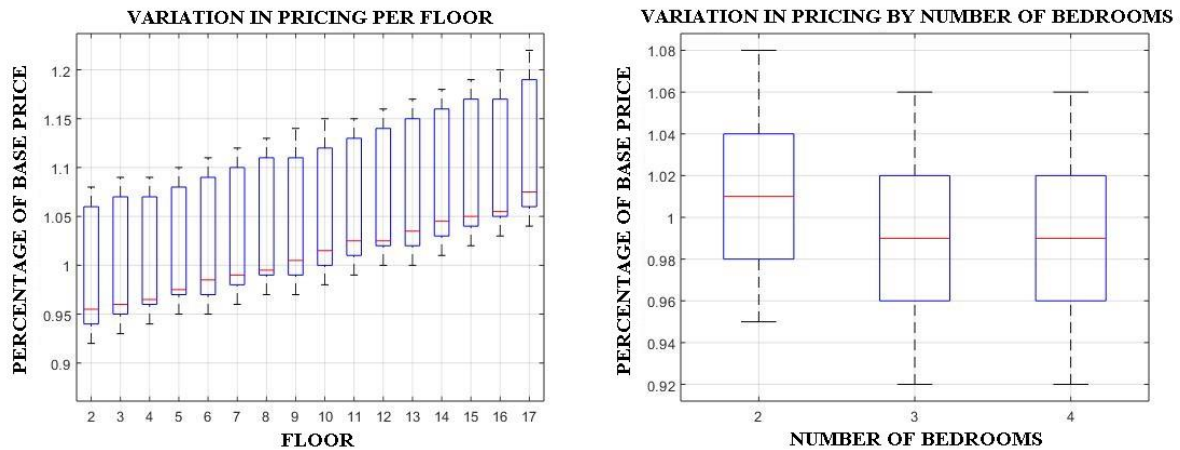 VARIATION IN PRICING PER FLOOR
PERCENTAGE OF BASE PRICE
1.2
1.15
1.1
1.05
1
0.95
0.9
2 3 4 5 6 7 8 9 10 11 12 13 14 15 16 17
FLOOR
VARIATION IN PRICING BY NUMBER OF BEDROOMS
PERCENTAGE OF BASE PRICE
1.08
1.06
1.04
1.02
1
0.98
0.96
0.94
0.92
2 3 4
NUMBER OF BEDROOMS